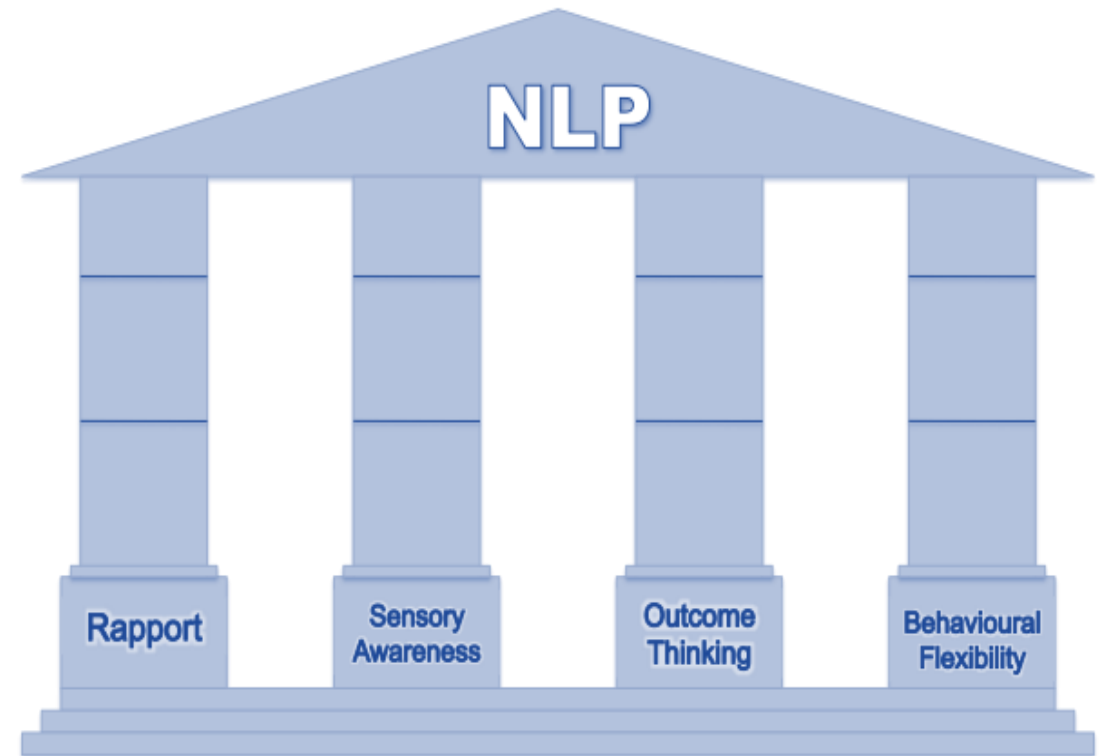 NLP
Rapport
Sensory
Awareness
Outcome
Thinking
Behavioural
Flexibility